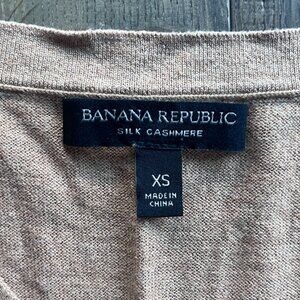 BANANA REPUBLIC
SILK CASHMERE
XS
MADE IN
CHINA